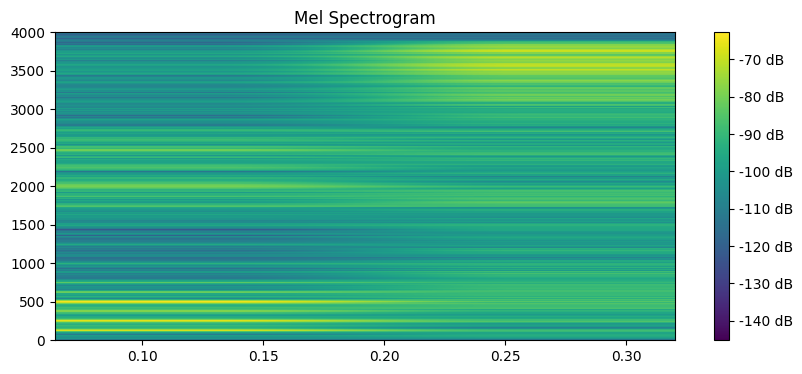 Mel Spectrogram
4000
3500
3000
2500
2000
1500
1000
500
0
0.10 0.15 0.20 0.25 0.30
-70 dB
-80 dB
-90 dB
-100 dB
-110 dB
-120 dB
-130 dB
-140 dB